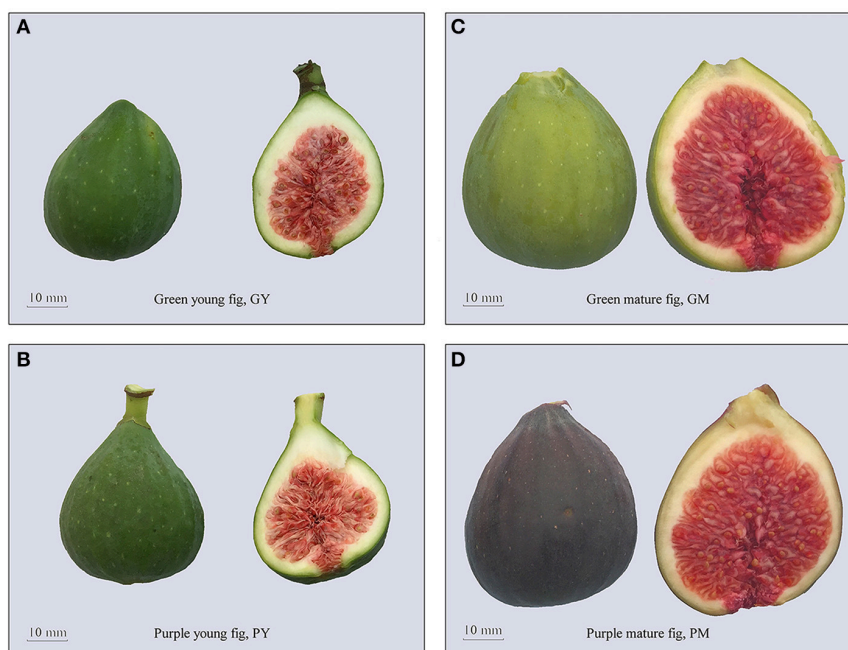 A
10 mm
Green young fig, GY
C
10 mm
Green mature fig, GM
B
10 mm
Purple young fig, PY
D
10 mm
Purple mature fig, PM